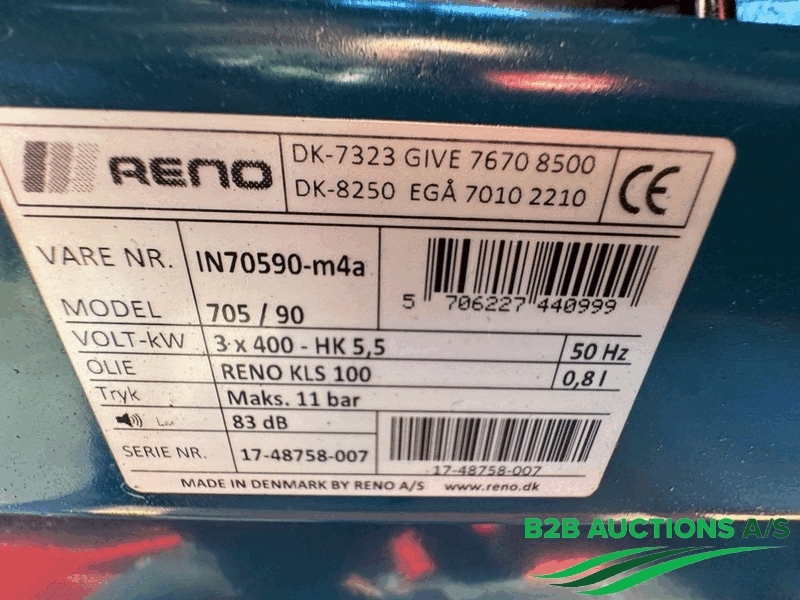 RENO
DK-7323 GIVE 7670 8500
DK-8250 EGÅ 7010 2210
CE
VARE NR. IN70590-m4a
5 706227 440999
MODEL 705 / 90
VOLT-kW 3 x 400 - HK 5,5 50 Hz
OLIE RENO KLS 100 0,8 l
Tryk Maks. 11 bar
83 dB
SERIE NR. 17-48758-007
17-48758-007
MADE IN DENMARK BY RENO A/S www.reno.dk
B2B AUCTIONS A/S